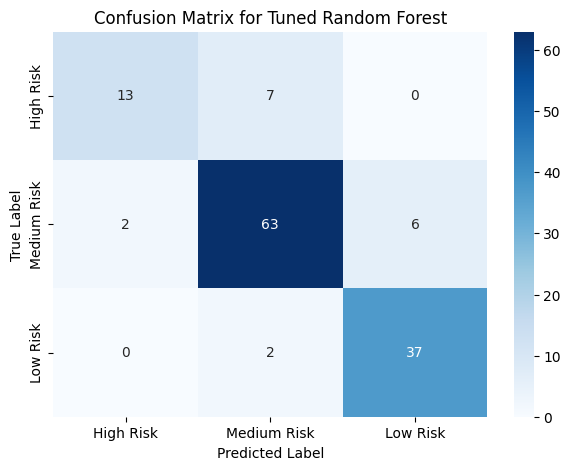 Confusion Matrix for Tuned Random Forest
True Label
High Risk
13
7
0
Medium Risk
2
63
6
Low Risk
0
2
37
High Risk
Medium Risk
Low Risk
Predicted Label
60
50
40
30
20
10
0